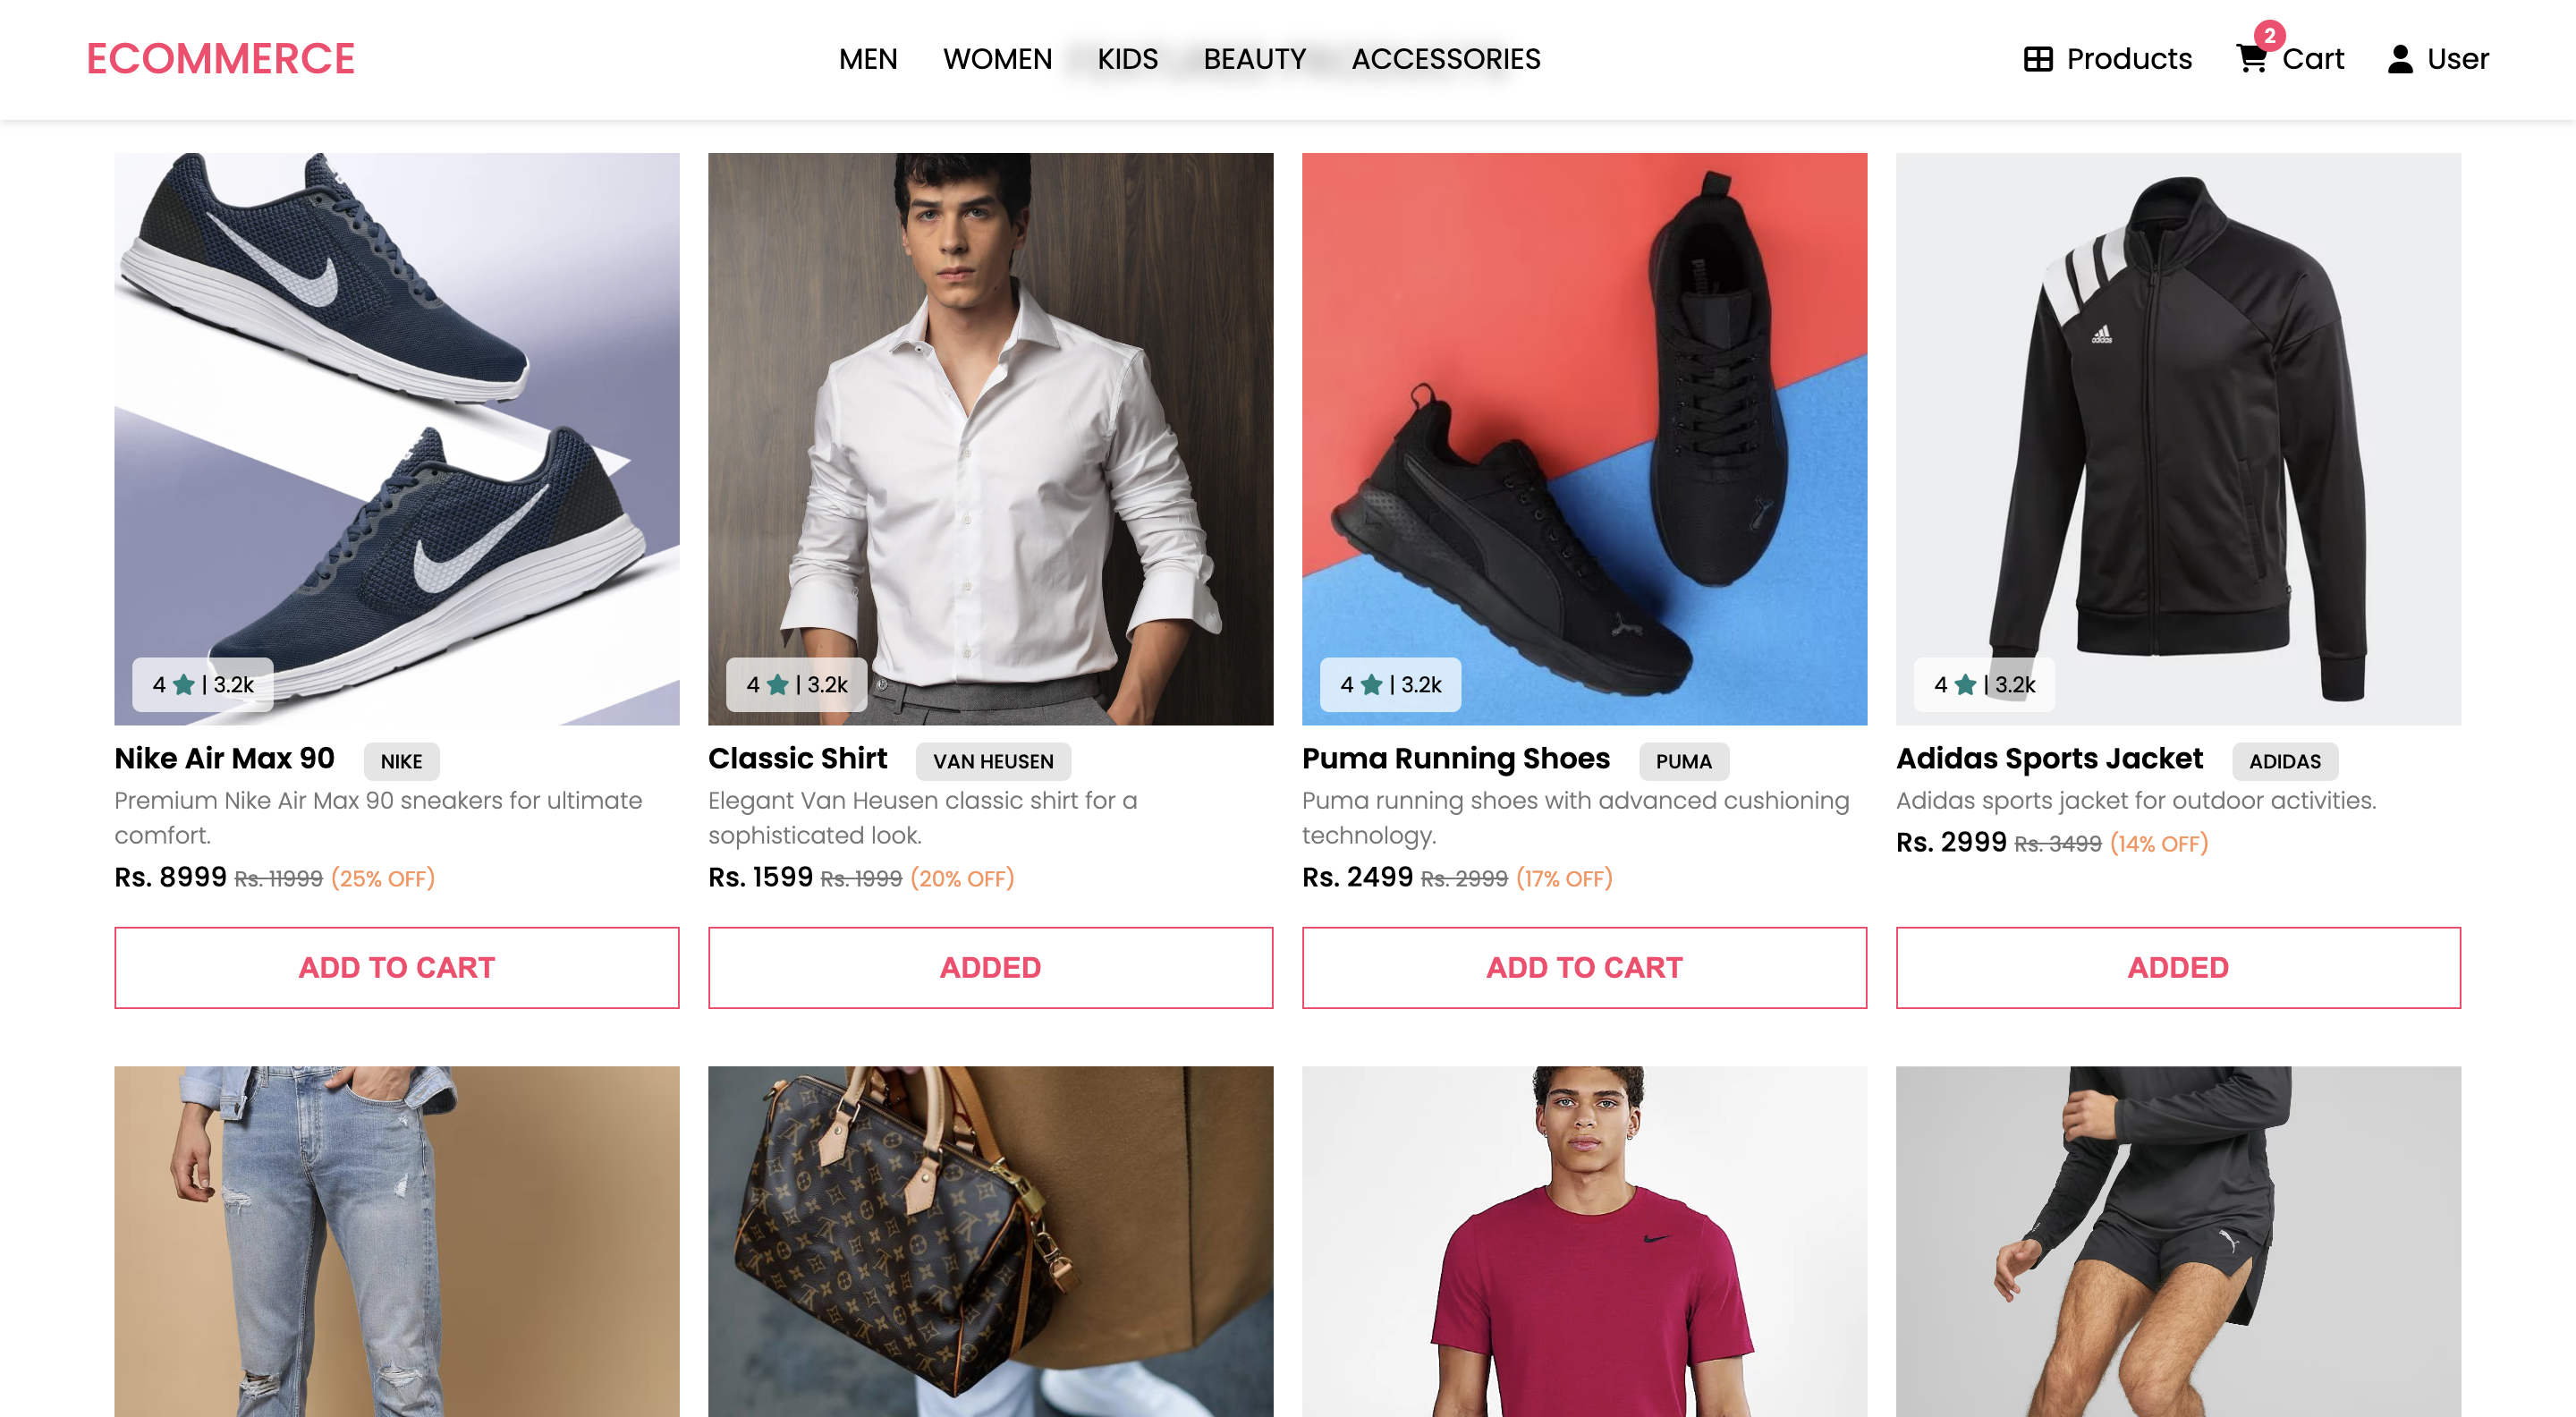 ECOMMERCE
MEN WOMEN KIDS BEAUTY ACCESSORIES
Products 2 Cart User
4 | 3.2k
4 | 3.2k
4 | 3.2k
adidas
4 | 3.2k
Nike Air Max 90 NIKE
Premium Nike Air Max 90 sneakers for ultimate
comfort.
Rs. 8999 Rs. 11999 (25% OFF)
ADD TO CART
Classic Shirt VAN HEUSEN
Elegant Van Heusen classic shirt for a
sophisticated look.
Rs. 1599 Rs. 1999 (20% OFF)
ADDED
Puma Running Shoes PUMA
Puma running shoes with advanced cushioning
technology.
Rs. 2499 Rs. 2999 (17% OFF)
ADD TO CART
Adidas Sports Jacket ADIDAS
Adidas sports jacket for outdoor activities.
Rs. 2999 Rs. 3499 (14% OFF)
ADDED